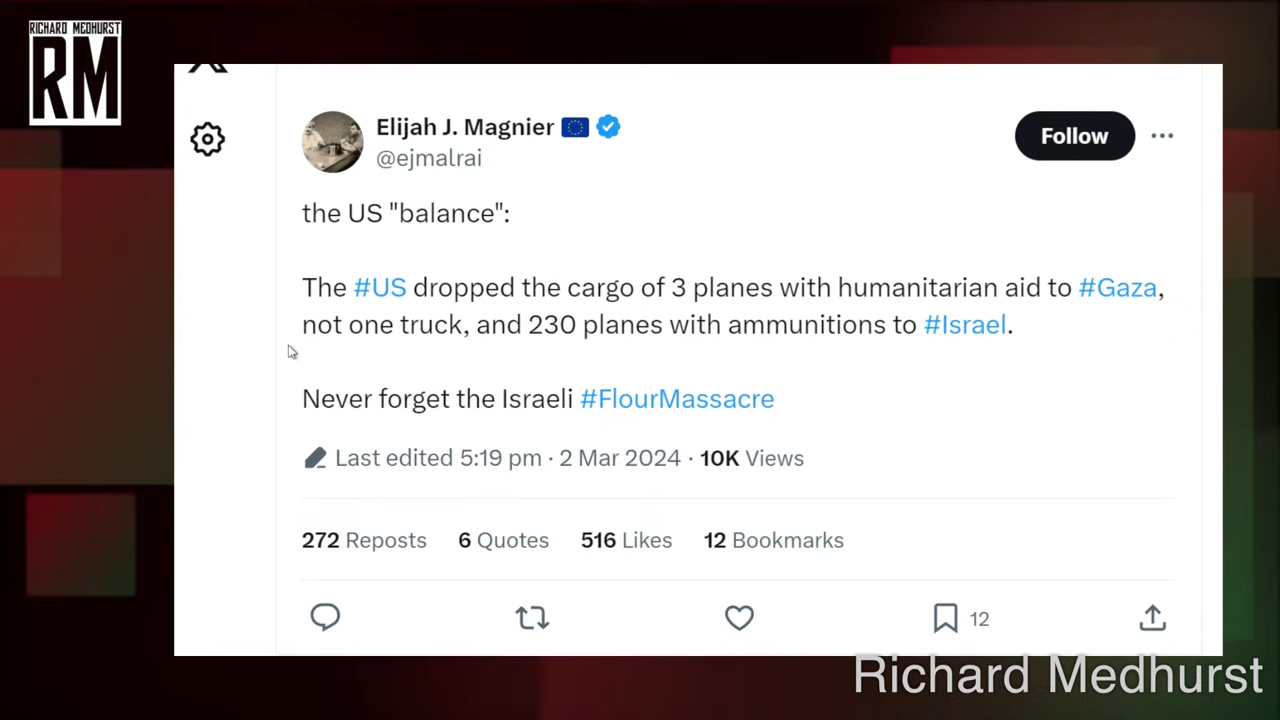 RICHARD MEDHURST
RM
Elijah J. Magnier
@ejmalrai
Follow
the US "balance":
The #US dropped the cargo of 3 planes with humanitarian aid to #Gaza,
not one truck, and 230 planes with ammunitions to #Israel.
Never forget the Israeli #FlourMassacre
Last edited 5:19 pm · 2 Mar 2024 · 10K Views
272 Reposts 6 Quotes 516 Likes 12 Bookmarks
12
Richard Medhurst